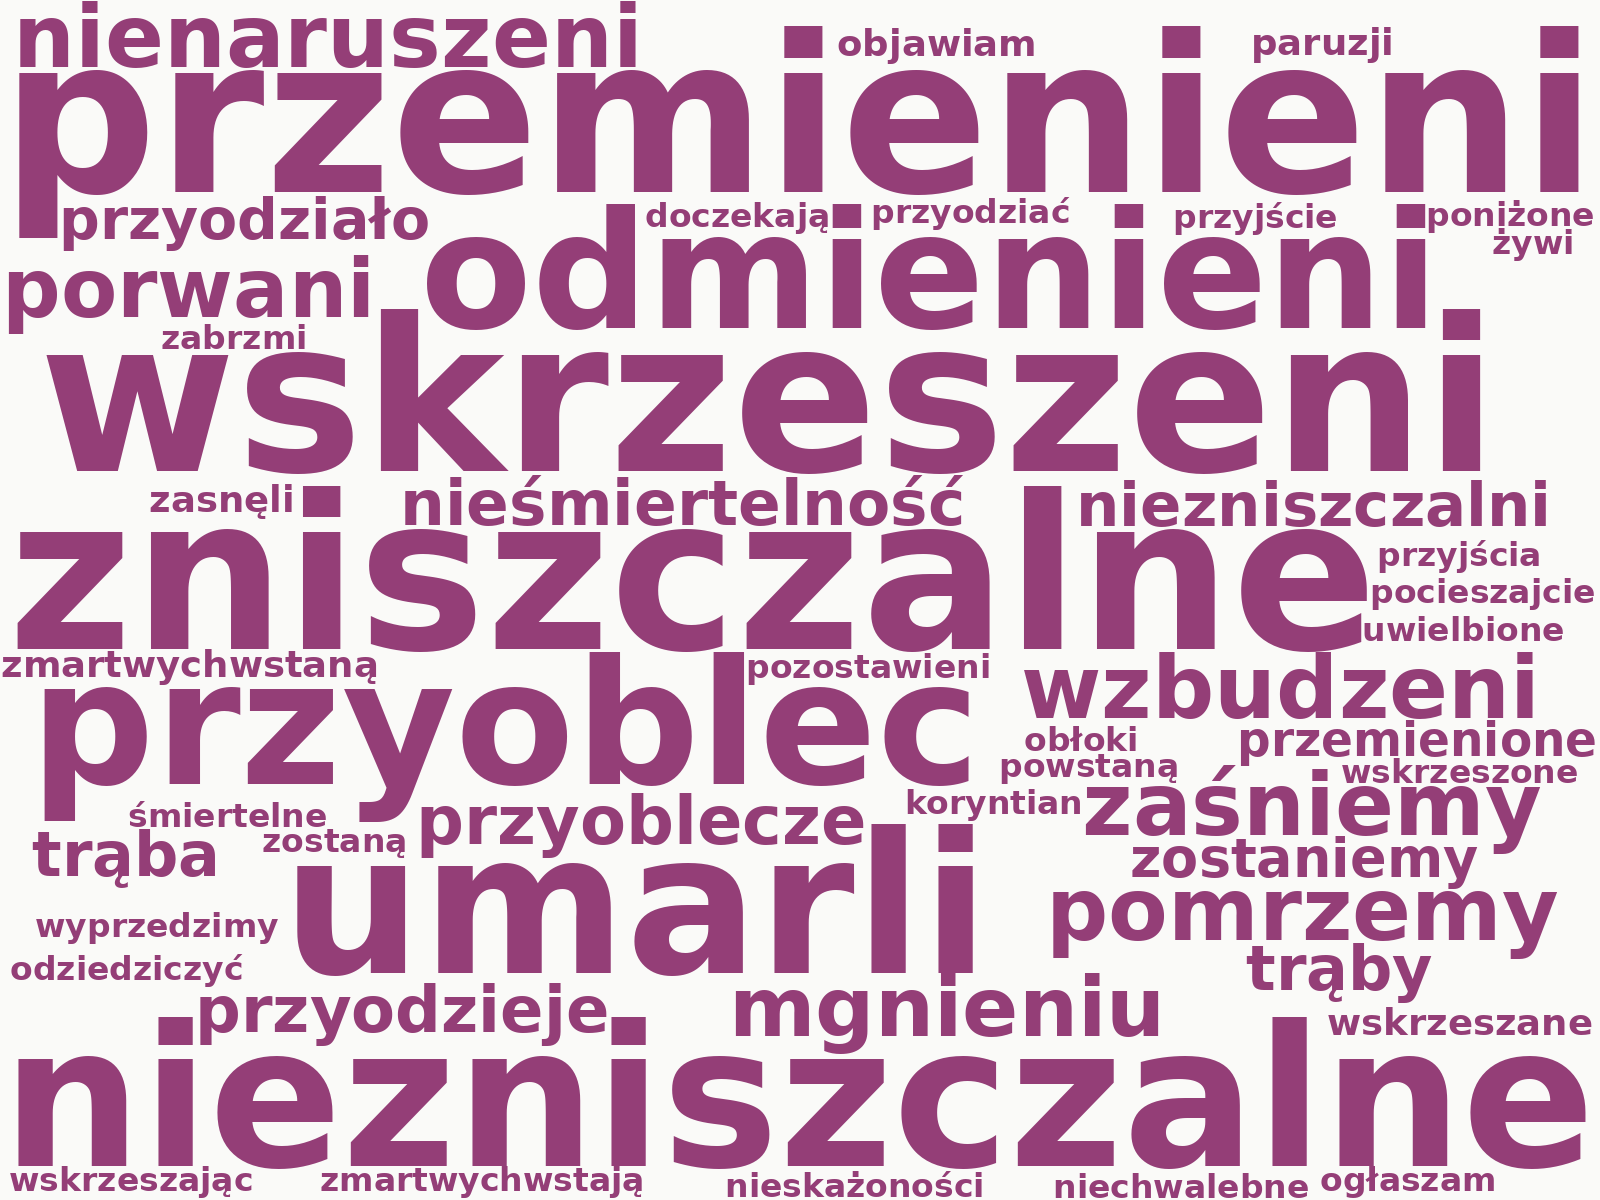 nienaruszeni
objawiam
paruzji
przemienieni
przyodziało
doczekają
przyodziać
przyjście
poniżone
żywi
porwani
odmienieni
zabrzmi
wskrzeszeni
zasnęli
nieśmiertelność
niezniszczalni
zniszczalne
przyjścia
pocieszajcie
uwielbione
zmartwychwstaną
pozostawieni
przyoblec
wzbudzeni
obłoki
przemienione
powstaną
wskrzeszone
śmiertelne
koryntian
zaśniemy
zostaną
przyoblecze
trąba
umarli
zostaniemy
wyprzedzimy
pomrzemy
odziedziczyć
trąby
przyodzieje
mgnieniu
wskrzeszane
niezniszczalne
wskrzeszając
zmartwychwstają
nieskażoności
niechwalebne
ogłaszam